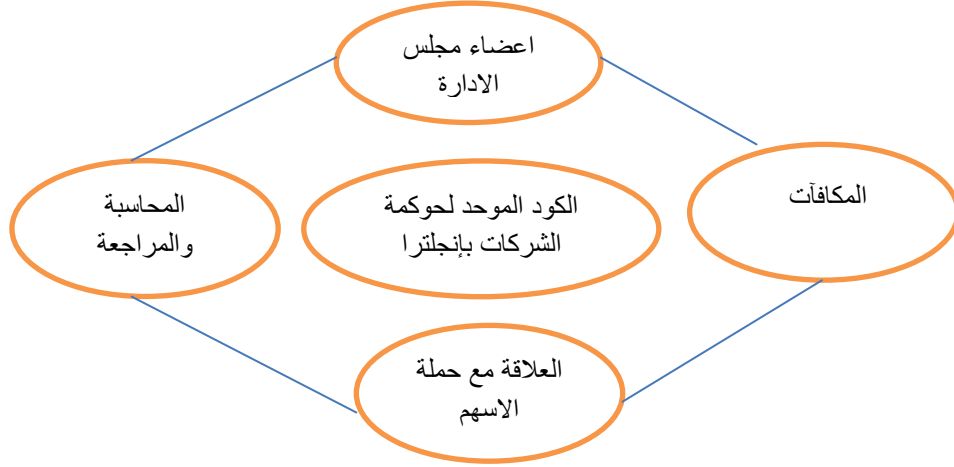 اعضاء مجلس
الادارة
المكافآت
الكود الموحد لحوكمة
الشركات بإنجلترا
المحاسبة
والمراجعة
العلاقة مع حملة
الاسهم